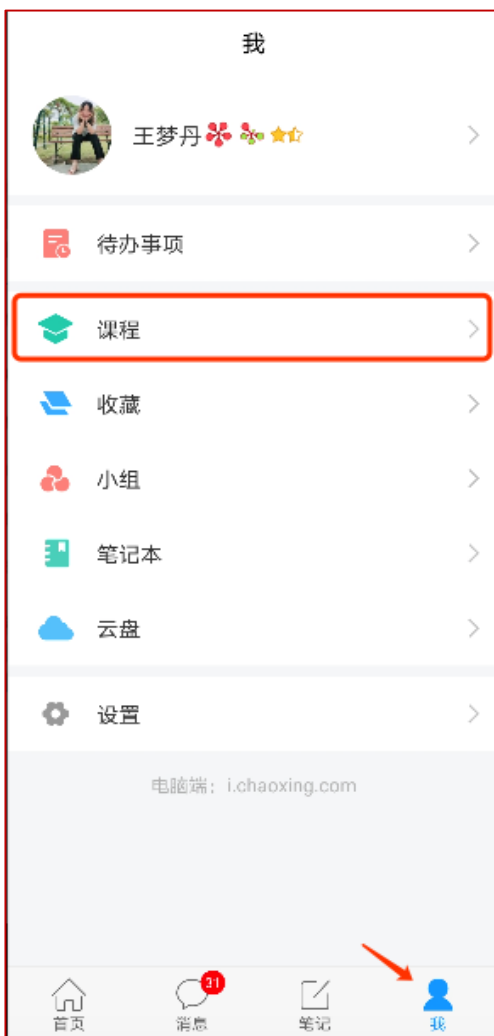 我
王梦丹
待办事项
课程
收藏
小组
笔记本
云盘
设置
电脑端：i.chaoxing.com
31
首页
消息
笔记
我